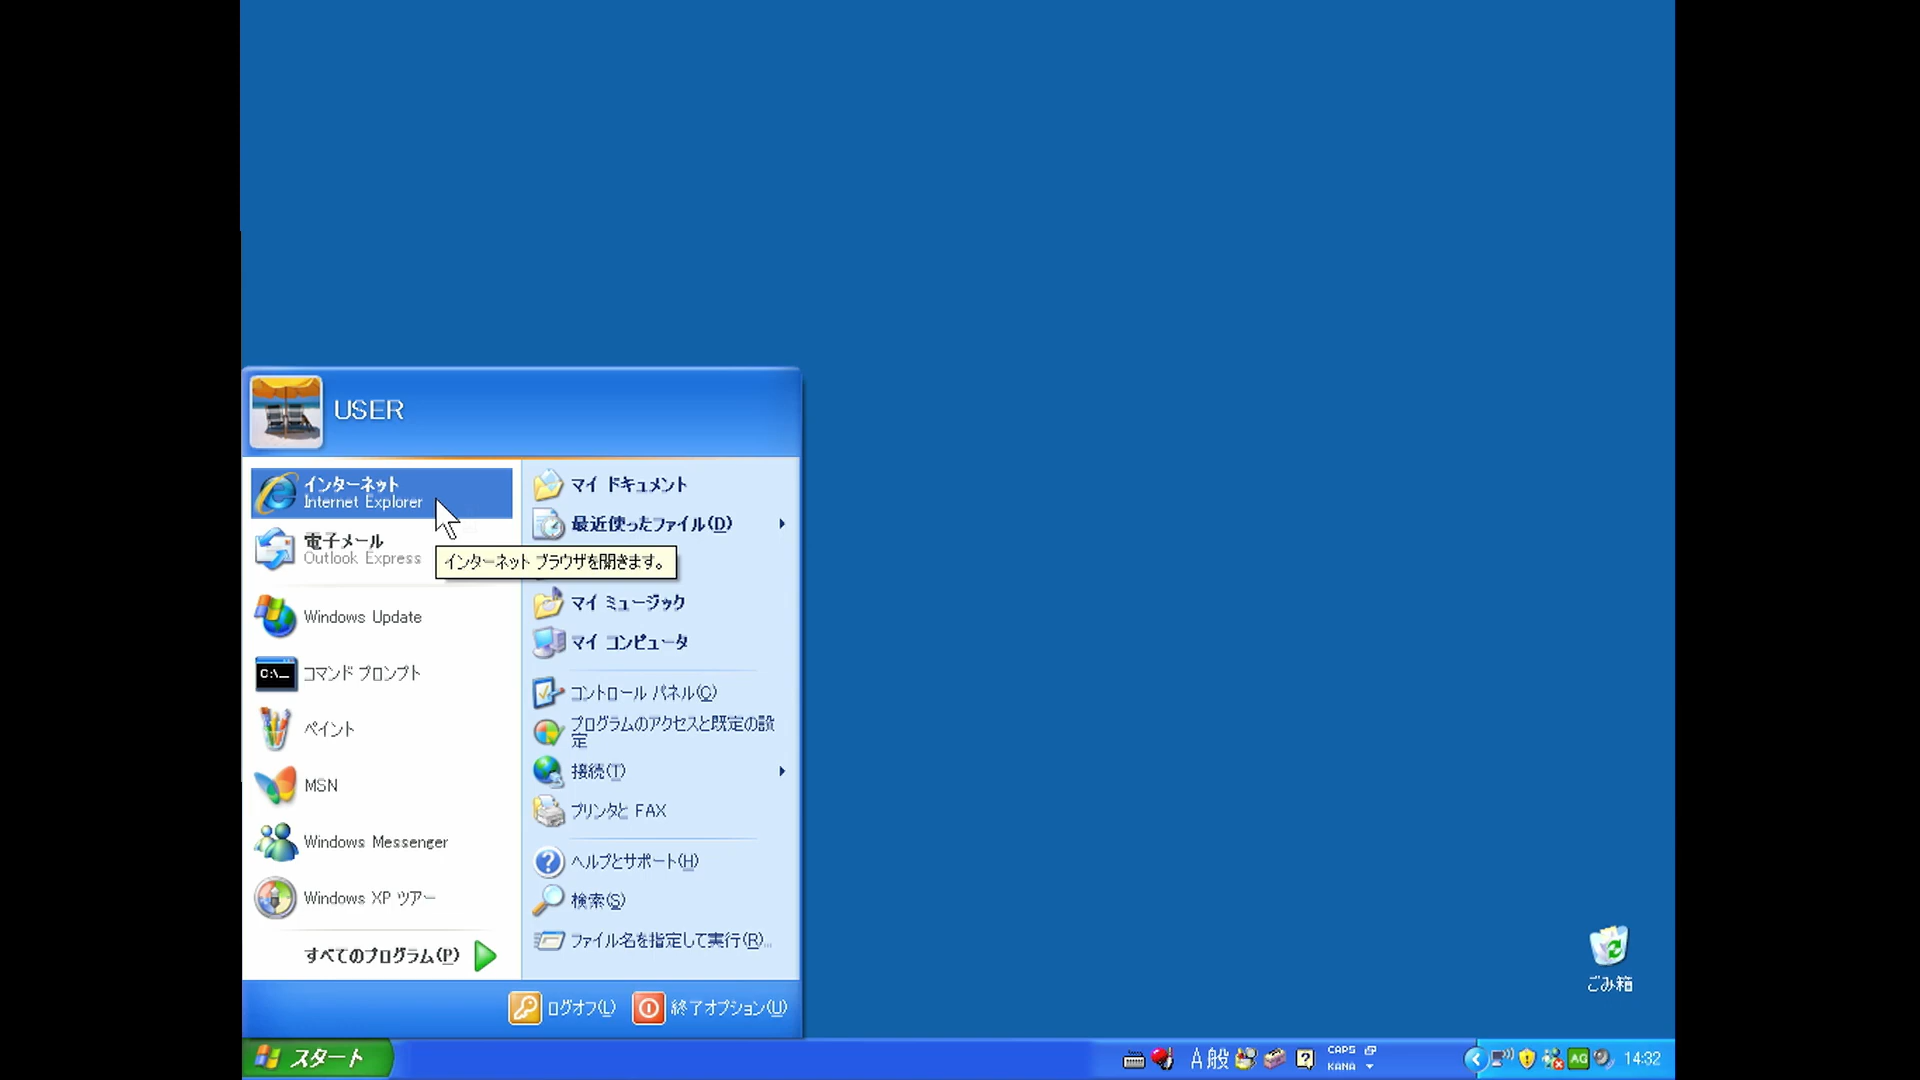 USER
インターネット
Internet Explorer
電子メール
Outlook Express
インターネット ブラウザを開きます。
Windows Update
コマンド プロンプト
ペイント
MSN
Windows Messenger
Windows XP ツアー
すべてのプログラム(P)
マイ ドキュメント
最近使ったファイル(D)
マイ ミュージック
マイ コンピュータ
コントロール パネル(C)
プログラムのアクセスと既定の設
定
接続(T)
プリンタと FAX
ヘルプとサポート(H)
検索(S)
ファイル名を指定して実行(R)...
ログオフ(L)
終了オプション(U)
ごみ箱
スタート
A 般
CAPS
KANA
AG
14:32
C:\_